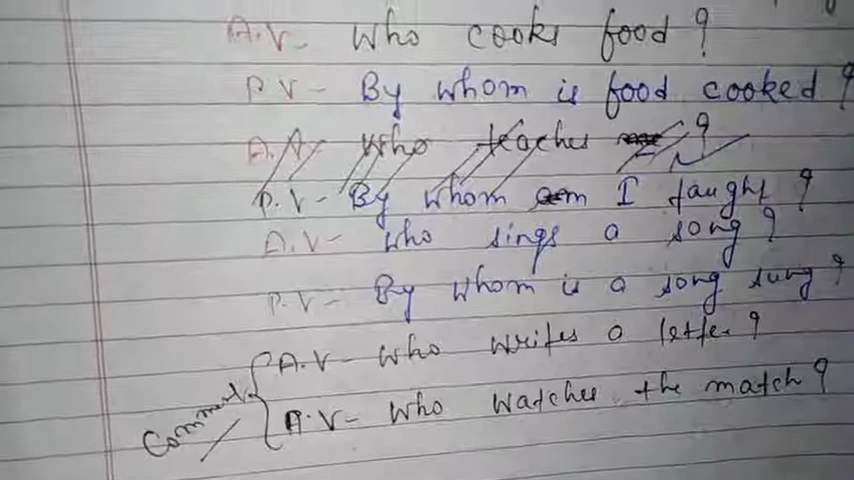 A.V- Who cooks food ?
P.V- By whom is food cooked ?
A.A- Who teaches ?
P.V- By whom am I taught ?
A.V- Who sings a song ?
P.V- By whom is a song sung ?
A.V- Who writes a letter ?
A.V- Who watches the match ?
Comment